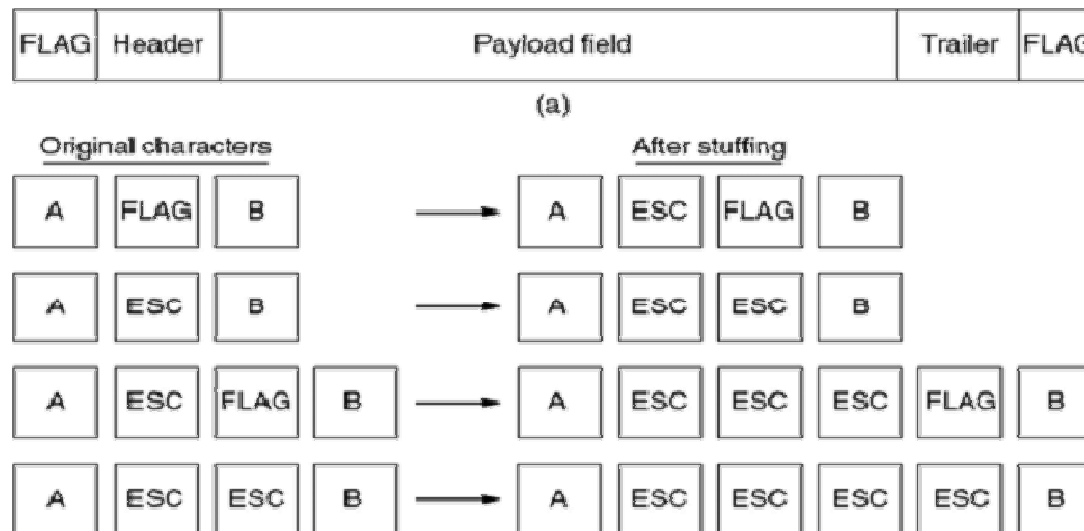 FLAG Header Payload field Trailer FLAG
(a)
Original characters After stuffing
A FLAG B A ESC FLAG B
A ESC B A ESC ESC B
A ESC FLAG B A ESC ESC ESC FLAG B
A ESC ESC B A ESC ESC ESC ESC B